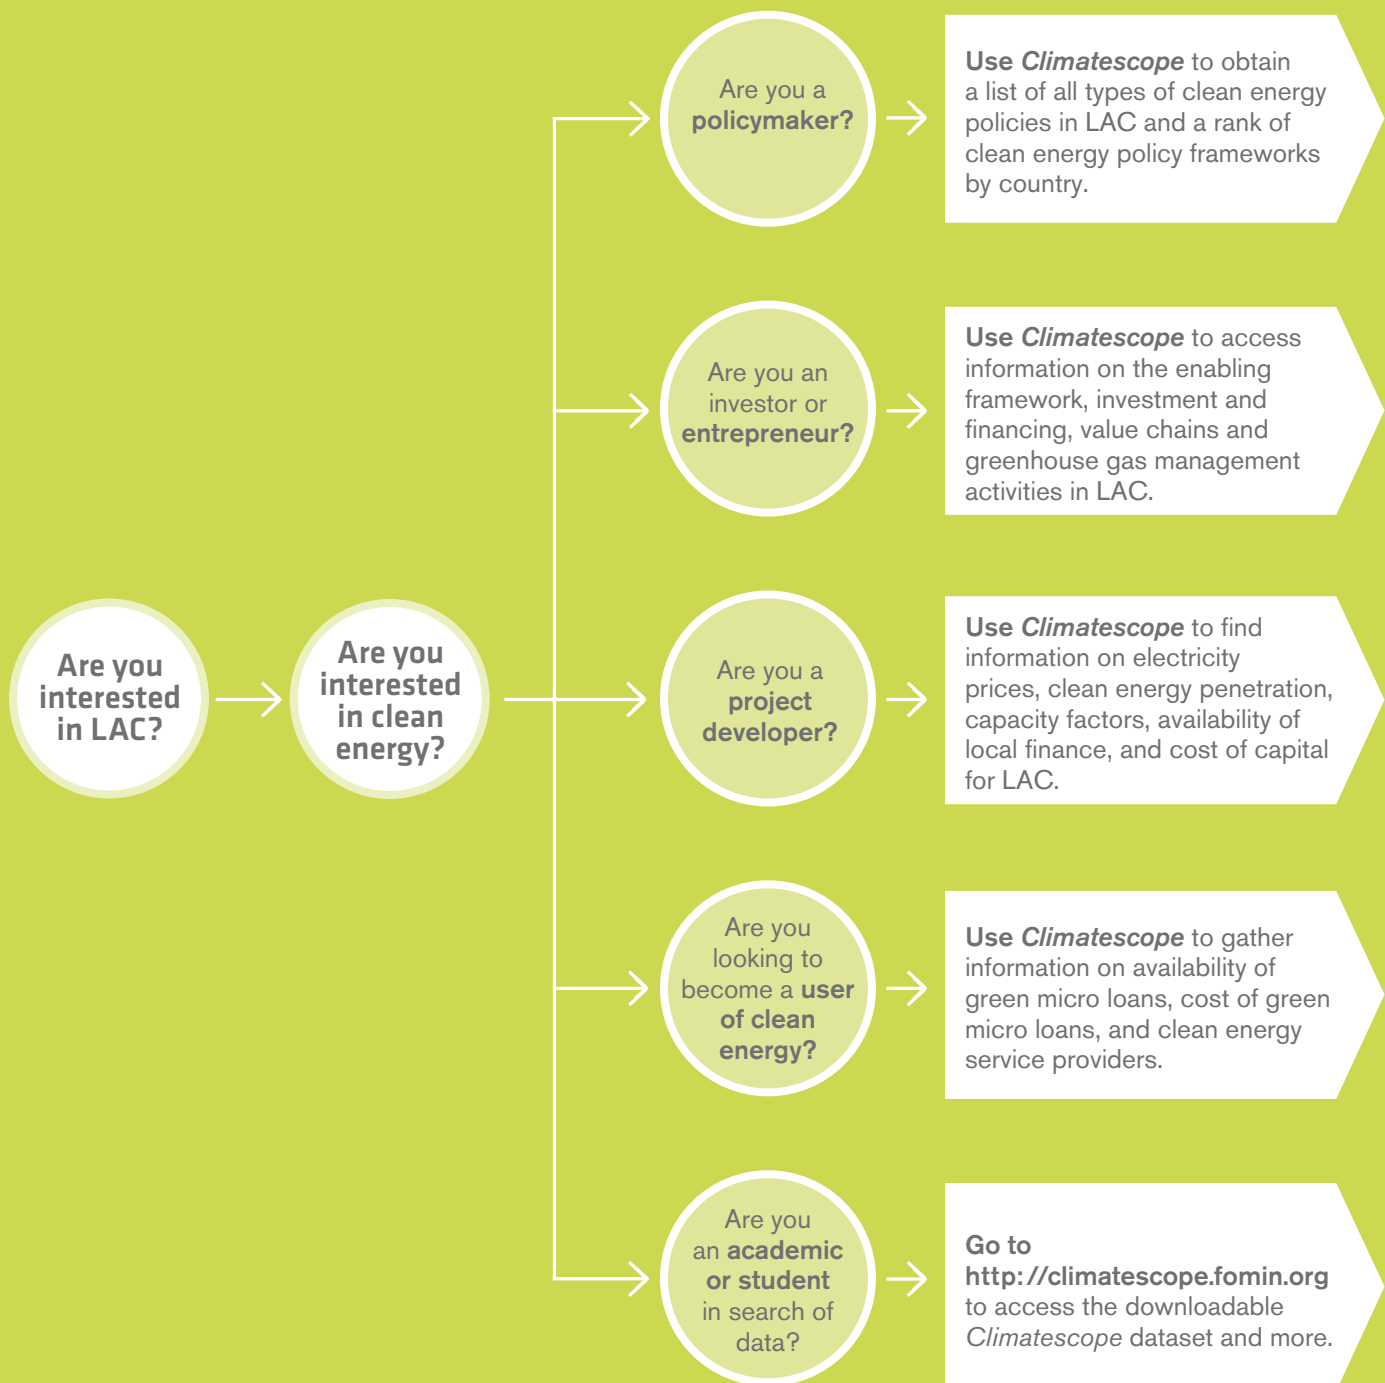 Are you
interested
in LAC?
Are you
interested
in clean
energy?
Are you a
policymaker?
Use Climatescope to obtain
a list of all types of clean energy
policies in LAC and a rank of
clean energy policy frameworks
by country.
Are you an
investor or
entrepreneur?
Use Climatescope to access
information on the enabling
framework, investment and
financing, value chains and
greenhouse gas management
activities in LAC.
Are you a
project
developer?
Use Climatescope to find
information on electricity
prices, clean energy penetration,
capacity factors, availability of
local finance, and cost of capital
for LAC.
Are you
looking to
become a user
of clean
energy?
Use Climatescope to gather
information on availability of
green micro loans, cost of green
micro loans, and clean energy
service providers.
Are you
an academic
or student
in search of
data?
Go to
http://climatescope.fomin.org
to access the downloadable
Climatescope dataset and more.